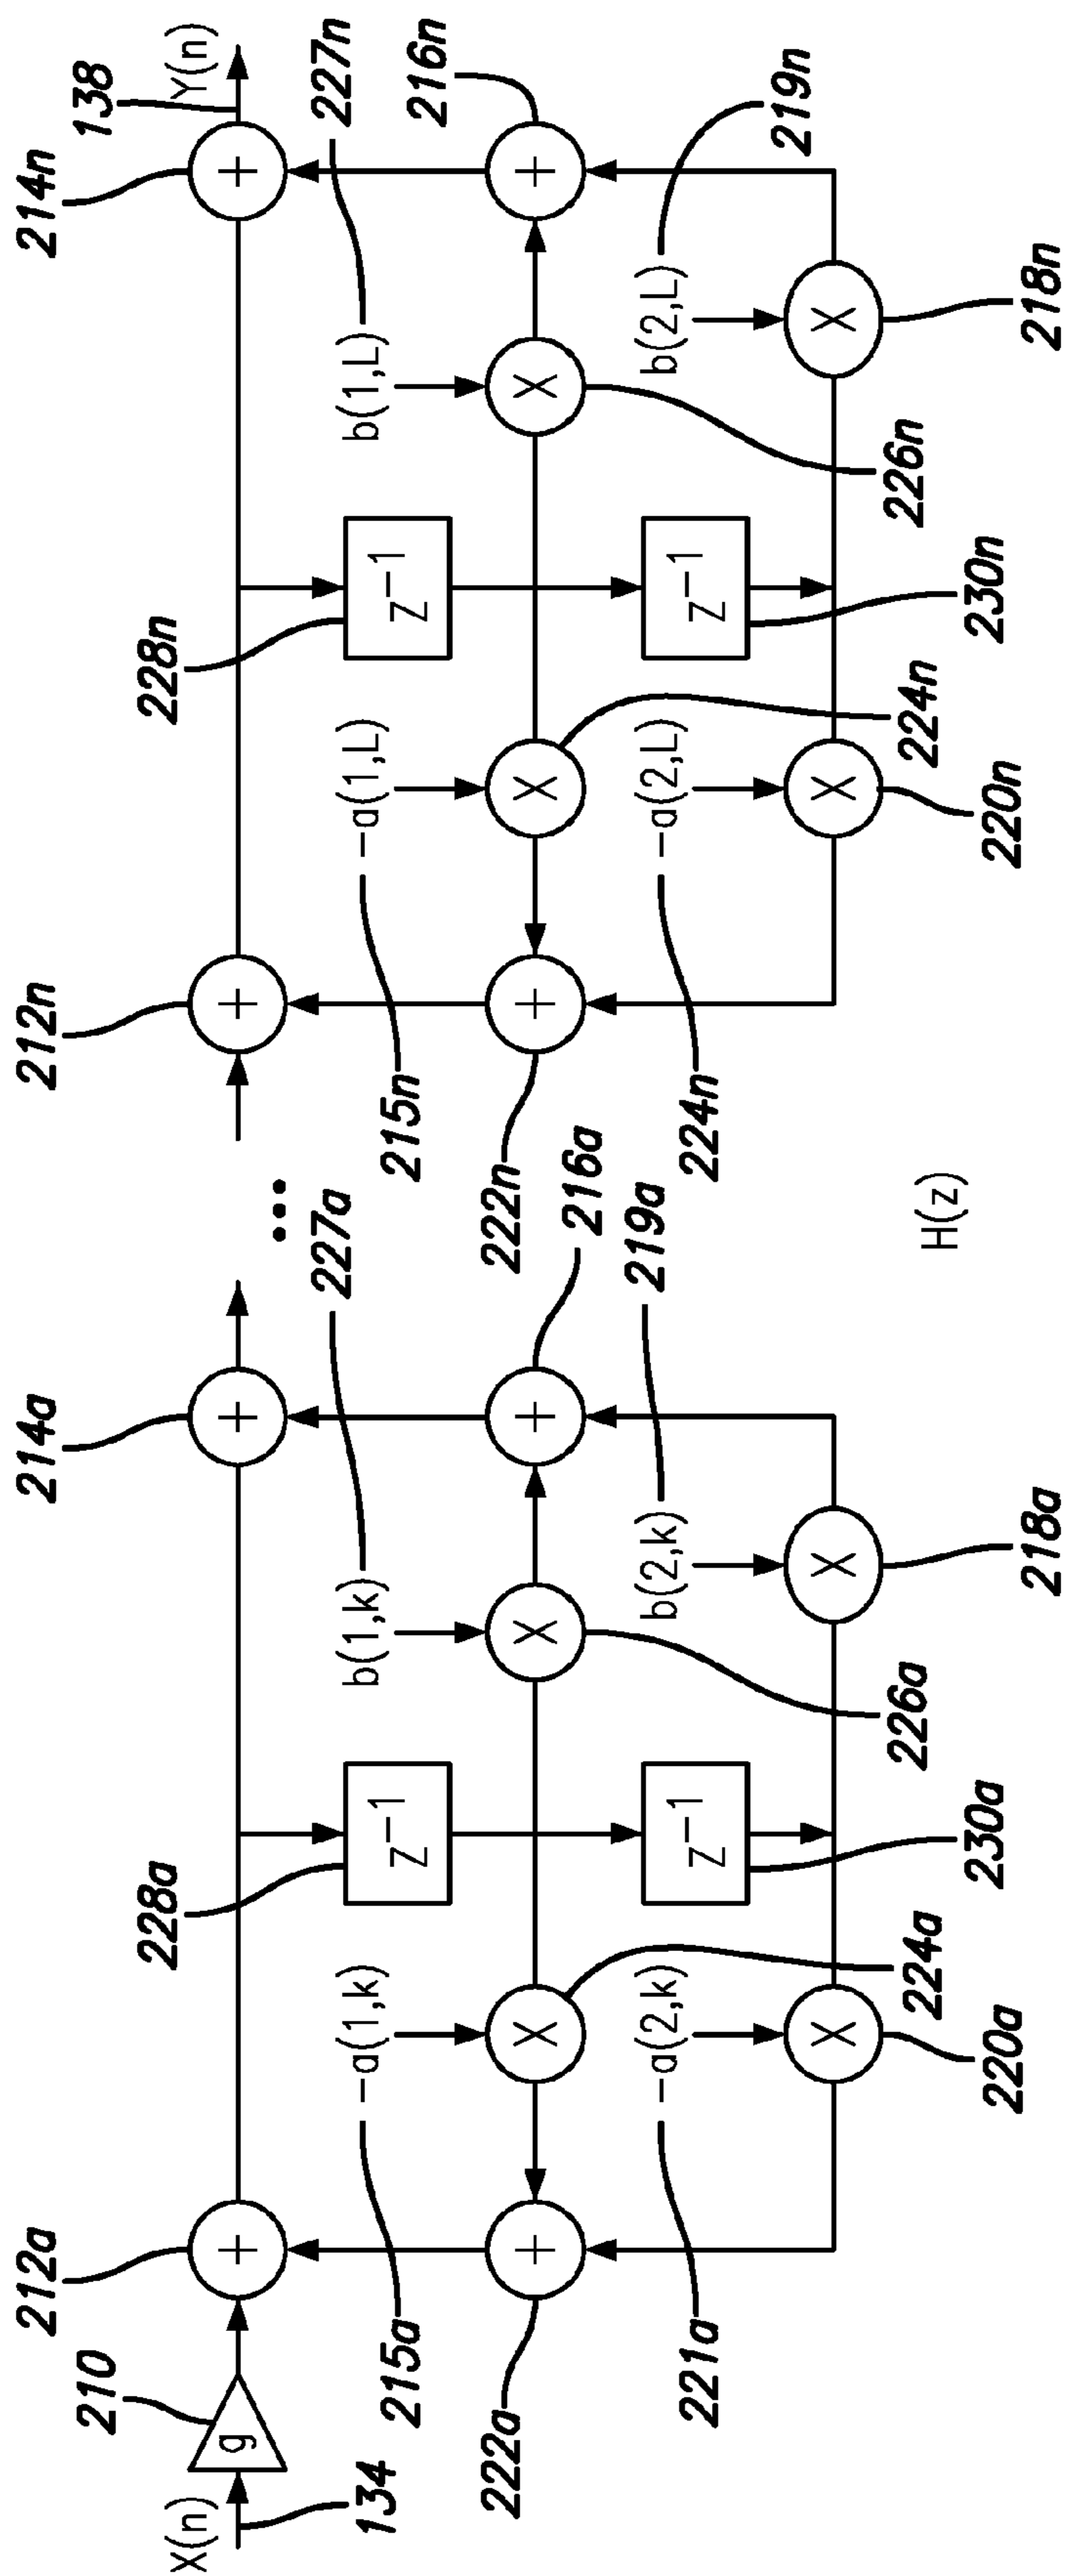 X(n)
134
g
210
212a
+
222a
+
215a
−a(1,k)
X
224a
221a
−a(2,k)
X
220a
228a
z−1
230a
z−1
b(1,k)
227a
X
226a
b(2,k)
219a
X
218a
214a
+
216a
+
•••
H(z)
212n
+
222n
+
215n
−a(1,L)
X
224n
224n
−a(2,L)
X
220n
228n
z−1
230n
z−1
b(1,L)
227n
X
226n
b(2,L)
219n
X
218n
214n
+
216n
+
138
Y(n)